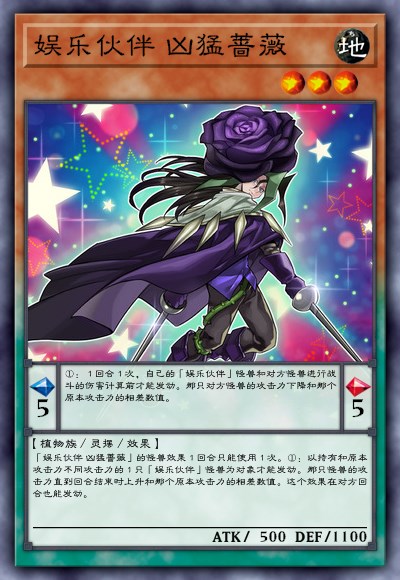 娱乐伙伴 凶猛蔷薇
地
①：1回合1次，自己的「娱乐伙伴」怪兽和对方怪兽进行战
斗的伤害计算前才能发动。那只对方怪兽的攻击力下降和那个
原本攻击力的相差数值。
5
5
【植物族／灵摆／效果】
「娱乐伙伴 凶猛蔷薇」的怪兽效果1回合只能使用1次。①：以持有和原本
攻击力不同攻击力的1只「娱乐伙伴」怪兽为对象才能发动。那只怪兽的攻
击力直到回合结束时上升和那个原本攻击力的相差数值。这个效果在对方回
合也能发动。
ATK/ 500 DEF/1100